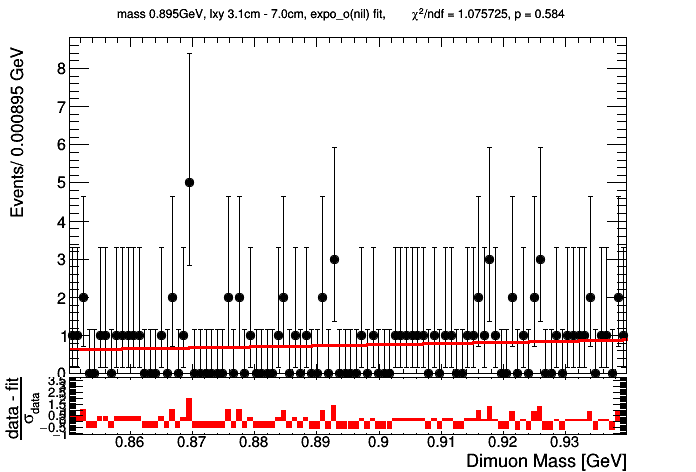 mass 0.895GeV, lxy 3.1cm - 7.0cm, expo_o(nil) fit, χ²/ndf = 1.075725, p = 0.584
Events/ 0.000895 GeV
8
7
6
5
4
3
2
1
0
data - fit
σdata
3.5
0.86 0.87 0.88 0.89 0.9 0.91 0.92 0.93
Dimuon Mass [GeV]